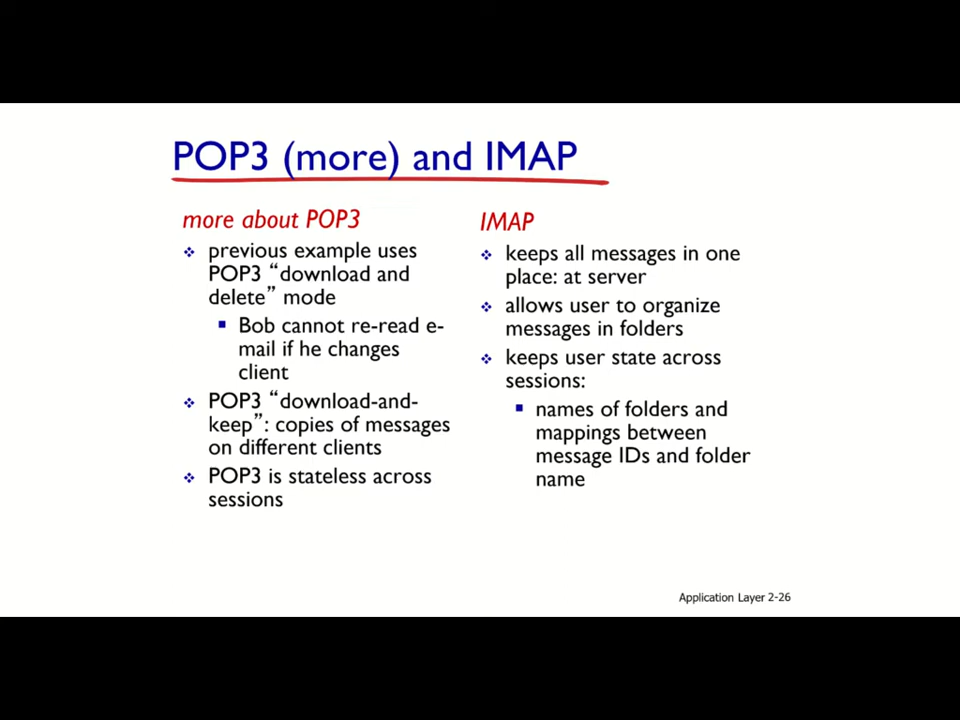 POP3 (more) and IMAP
more about POP3
previous example uses
POP3 “download and
delete” mode
Bob cannot re-read e-
mail if he changes
client
POP3 “download-and-
keep”: copies of messages
on different clients
POP3 is stateless across
sessions
IMAP
keeps all messages in one
place: at server
allows user to organize
messages in folders
keeps user state across
sessions:
names of folders and
mappings between
message IDs and folder
name
Application Layer 2-26